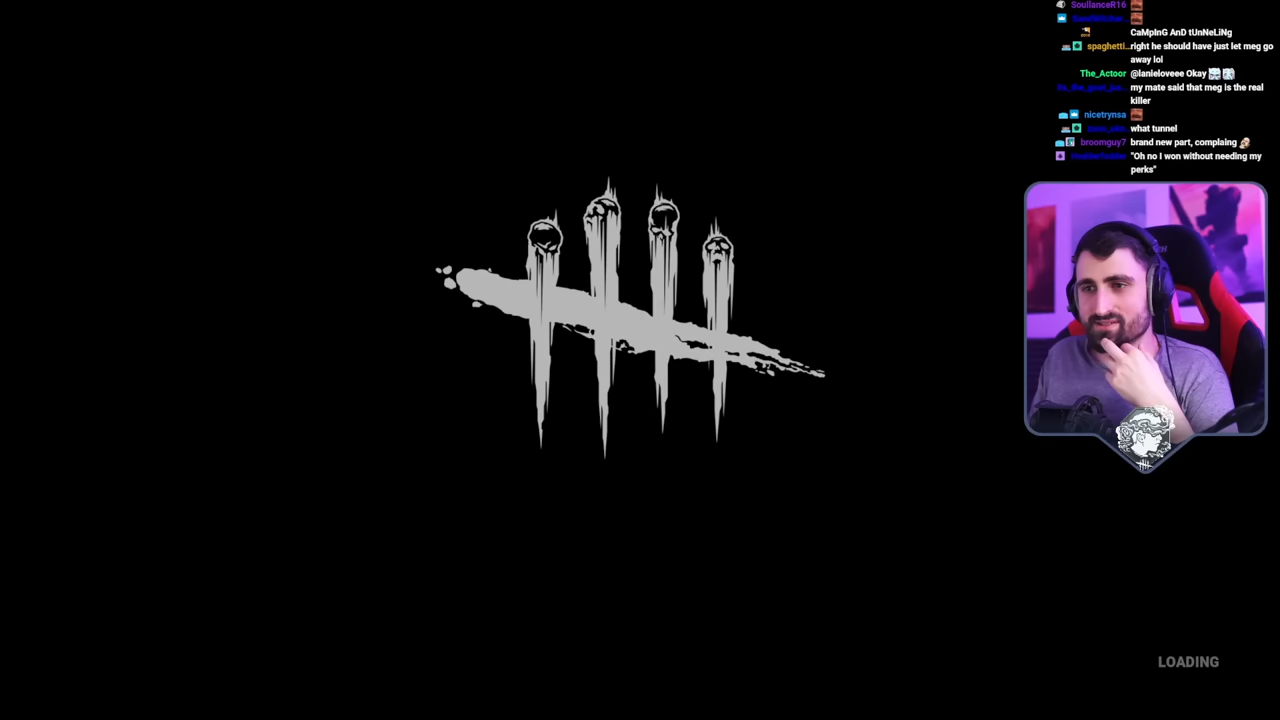 SouilanceR16
CaMpInG AnD tUnNeLiNg
spaghetti... right he should have just let meg go
away lol
The_Actoor @lanieloveee Okay
my mate said that meg is the real
killer
nicetrynsa
what tunnel
broomguy7 brand new part, complaing
"Oh no I won without needing my
perks"
LOADING